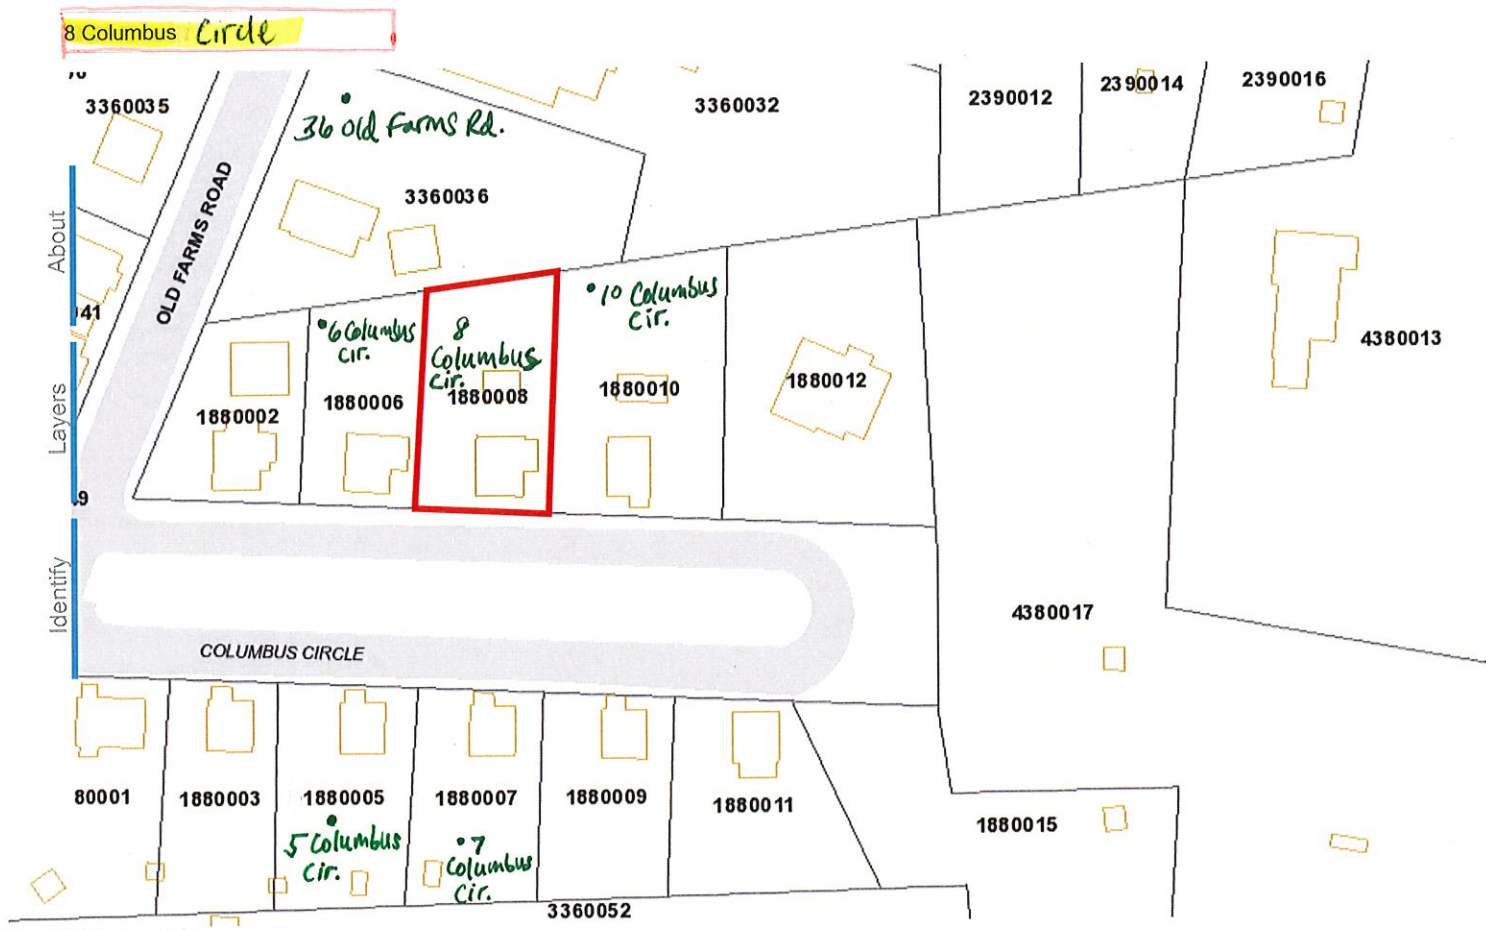 8 Columbus Circle
3360035
36 Old Farms Rd.
3360032
2390012
2390014
2390016
OLD FARMS ROAD
3360036
About
Layers
Identify
41
9
6 Columbus
Cir.
8
Columbus
Cir.
10 Columbus
Cir.
1880002
1880006
1880008
1880010
1880012
4380013
4380017
COLUMBUS CIRCLE
80001
1880003
1880005
1880007
1880009
1880011
1880015
5 Columbus
Cir.
7
Columbus
Cir.
3360052